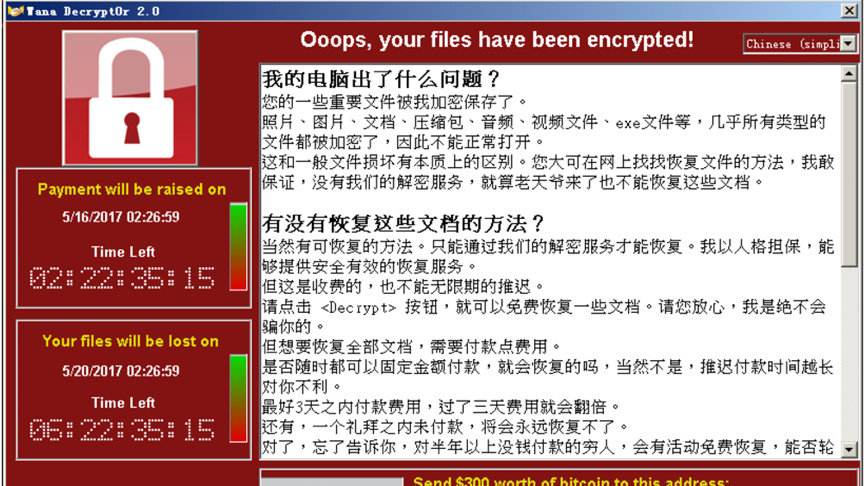 Wana Decrypt0r 2.0
Ooops, your files have been encrypted!
Chinese (simpli
Payment will be raised on
5/16/2017 02:26:59
Time Left
02:22:35:15
Your files will be lost on
5/20/2017 02:26:59
Time Left
06:22:35:15
我的电脑出了什么问题？
您的一些重要文件被我加密保存了。
照片、图片、文档、压缩包、音频、视频文件、exe文件等，几乎所有类型的
文件都被加密了，因此不能正常打开。
这和一般文件损坏有本质上的区别。您大可在网上找找恢复文件的方法，我敢
保证，没有我们的解密服务，就算老天爷来了也不能恢复这些文档。
有没有恢复这些文档的方法？
当然有可恢复的方法。只能通过我们的解密服务才能恢复。我以人格担保，能
够提供安全有效的恢复服务。
但这是收费的，也不能无限期的推迟。
请点击 <Decrypt> 按钮，就可以免费恢复一些文档。请您放心，我是绝不会
骗你的。
但想要恢复全部文档，需要付款点费用。
是否随时都可以固定金额付款，就会恢复的吗，当然不是，推迟付款时间越长
对你不利。
最好3天之内付款费用，过了三天费用就会翻倍。
还有，一个礼拜之内未付款，将会永远恢复不了。
对了，忘了告诉你，对半年以上没钱付款的穷人，会有活动免费恢复，能否轮
Send $300 worth of bitcoin to this address: